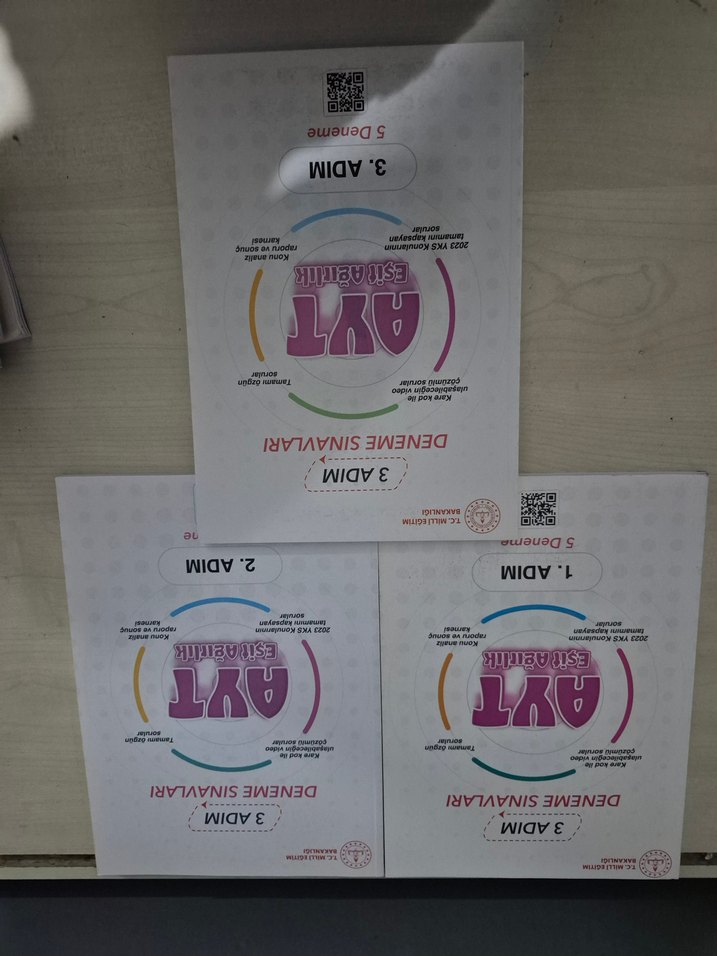 T.C. MİLLÎ EĞİTİM
BAKANLIĞI
3 ADIM
DENEME SINAVLARI
Kare kod ile
ulaşabileceğin video
çözümlü sorular
Tamamı özgün
sorular
AYT
Eşit Ağırlık
2023 YKS Konularının
tamamını kapsayan
sorular
Konu analiz
raporu ve sonuç
karnesi
1. ADIM
5 Deneme
T.C. MİLLÎ EĞİTİM
BAKANLIĞI
3 ADIM
DENEME SINAVLARI
Kare kod ile
ulaşabileceğin video
çözümlü sorular
Tamamı özgün
sorular
AYT
Eşit Ağırlık
2023 YKS Konularının
tamamını kapsayan
sorular
Konu analiz
raporu ve sonuç
karnesi
2. ADIM
T.C. MİLLÎ EĞİTİM
BAKANLIĞI
3 ADIM
DENEME SINAVLARI
Kare kod ile
ulaşabileceğin video
çözümlü sorular
Tamamı özgün
sorular
AYT
Eşit Ağırlık
2023 YKS Konularının
tamamını kapsayan
sorular
Konu analiz
raporu ve sonuç
karnesi
3. ADIM
5 Deneme